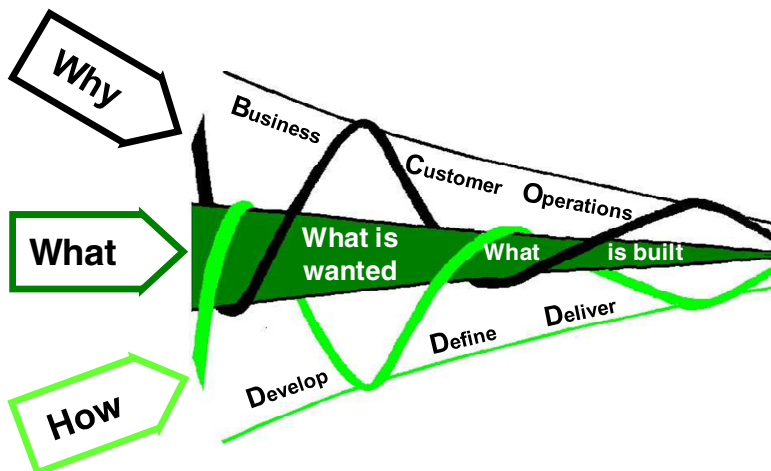 Why
Business
Customer
Operations
What
What is
wanted
What
is built
How
Develop
Define
Deliver